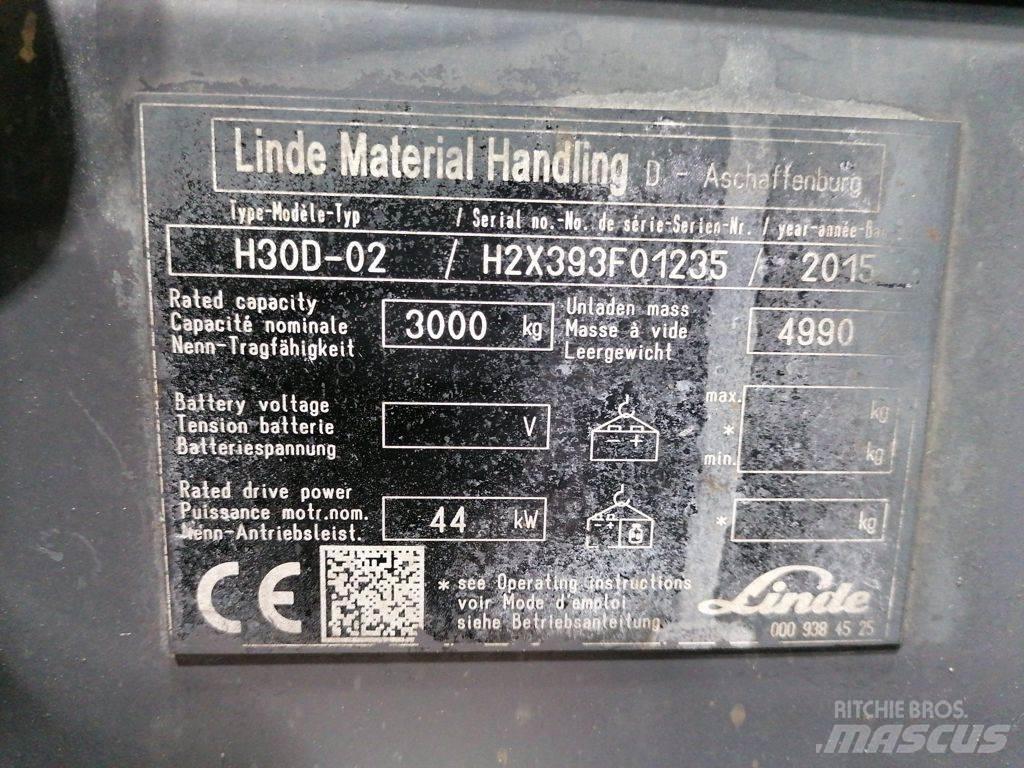 Linde Material Handling D - Aschaffenburg
Type-Modèle-Typ / Serial no.-No. de série-Serien-Nr. / year-année-Bau
H30D-02 / H2X393F01235 / 2015
Rated capacity
Capacité nominale
Nenn-Tragfähigkeit
3000 kg
Unladen mass
Masse à vide
Leergewicht
4990
Battery voltage
Tension batterie
Batteriespannung
V
- +
max. kg
*
min. kg
Rated drive power
Puissance motr.nom.
Nenn-Antriebsleist.
44 kW
- +
* kg
CE
* see Operating instructions
voir Mode d'emploi
siehe Betriebsanleitung
Linde
000 938 45 25
RITCHIE BROS.
MASCUS